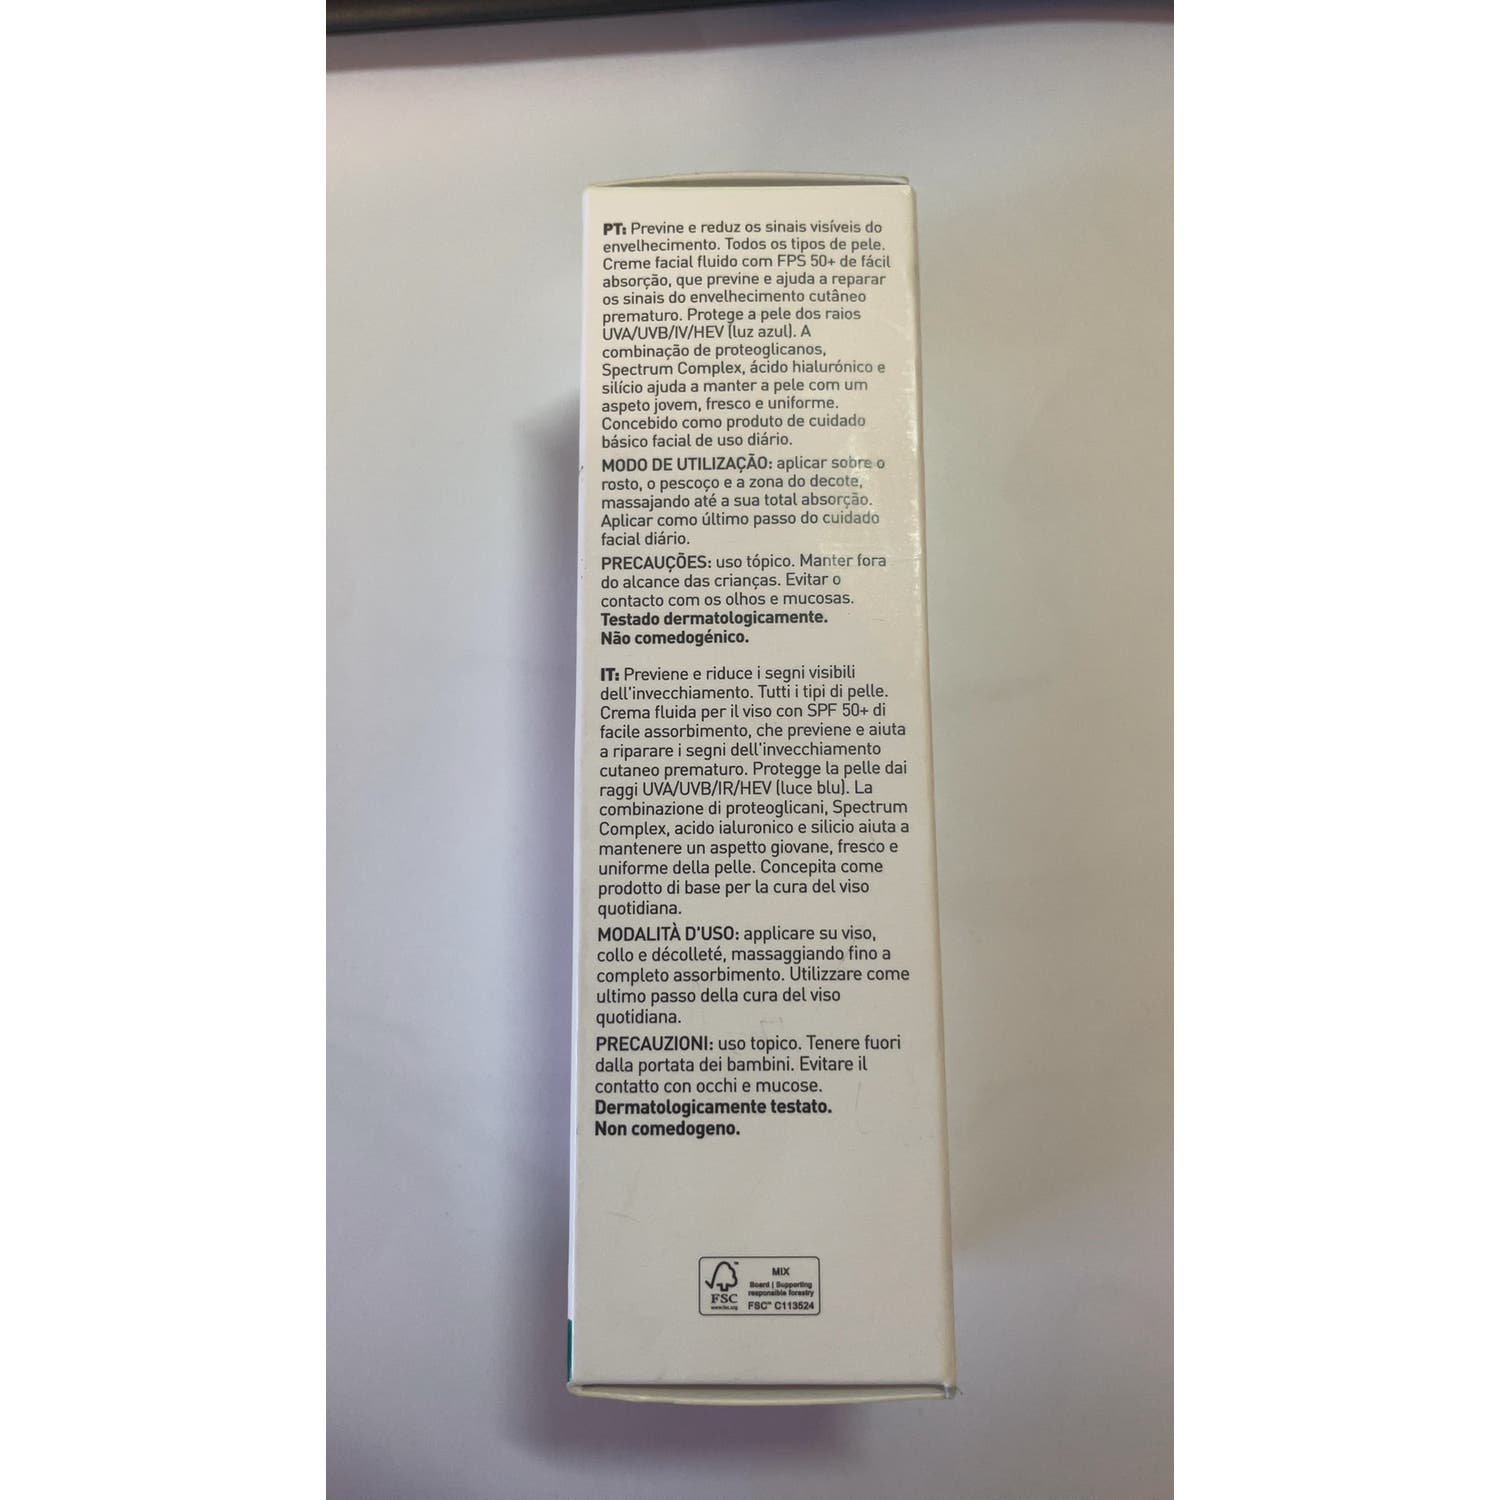 PT: Previne e reduz os sinais visíveis do
envelhecimento. Todos os tipos de pele.
Creme facial fluido com FPS 50+ de fácil
absorção, que previne e ajuda a reparar
os sinais do envelhecimento cutâneo
prematuro. Protege a pele dos raios
UVA/UVB/IV/HEV (luz azul). A
combinação de proteoglicanos,
Spectrum Complex, ácido hialurónico e
silício ajuda a manter a pele com um
aspeto jovem, fresco e uniforme.
Concebido como produto de cuidado
básico facial de uso diário.
MODO DE UTILIZAÇÃO: aplicar sobre o
rosto, o pescoço e a zona do decote,
massajando até a sua total absorção.
Aplicar como último passo do cuidado
facial diário.
PRECAUÇÕES: uso tópico. Manter fora
do alcance das crianças. Evitar o
contacto com os olhos e mucosas.
Testado dermatologicamente.
Não comedogénico.
IT: Previene e riduce i segni visibili
dell'invecchiamento. Tutti i tipi di pelle.
Crema fluida per il viso con SPF 50+ di
facile assorbimento, che previene e aiuta
a riparare i segni dell'invecchiamento
cutaneo prematuro. Protegge la pelle dai
raggi UVA/UVB/IR/HEV (luce blu). La
combinazione di proteoglicani, Spectrum
Complex, acido ialuronico e silicio aiuta a
mantenere un aspetto giovane, fresco e
uniforme della pelle. Concepita come
prodotto di base per la cura del viso
quotidiana.
MODALITÀ D'USO: applicare su viso,
collo e décolleté, massaggiando fino a
completo assorbimento. Utilizzare come
ultimo passo della cura del viso
quotidiana.
PRECAUZIONI: uso topico. Tenere fuori
dalla portata dei bambini. Evitare il
contatto con occhi e mucose.
Dermatologicamente testato.
Non comedogeno.
FSC
www.fsc.org
MIX
Board | Supporting
responsible forestry
FSC™ C113524